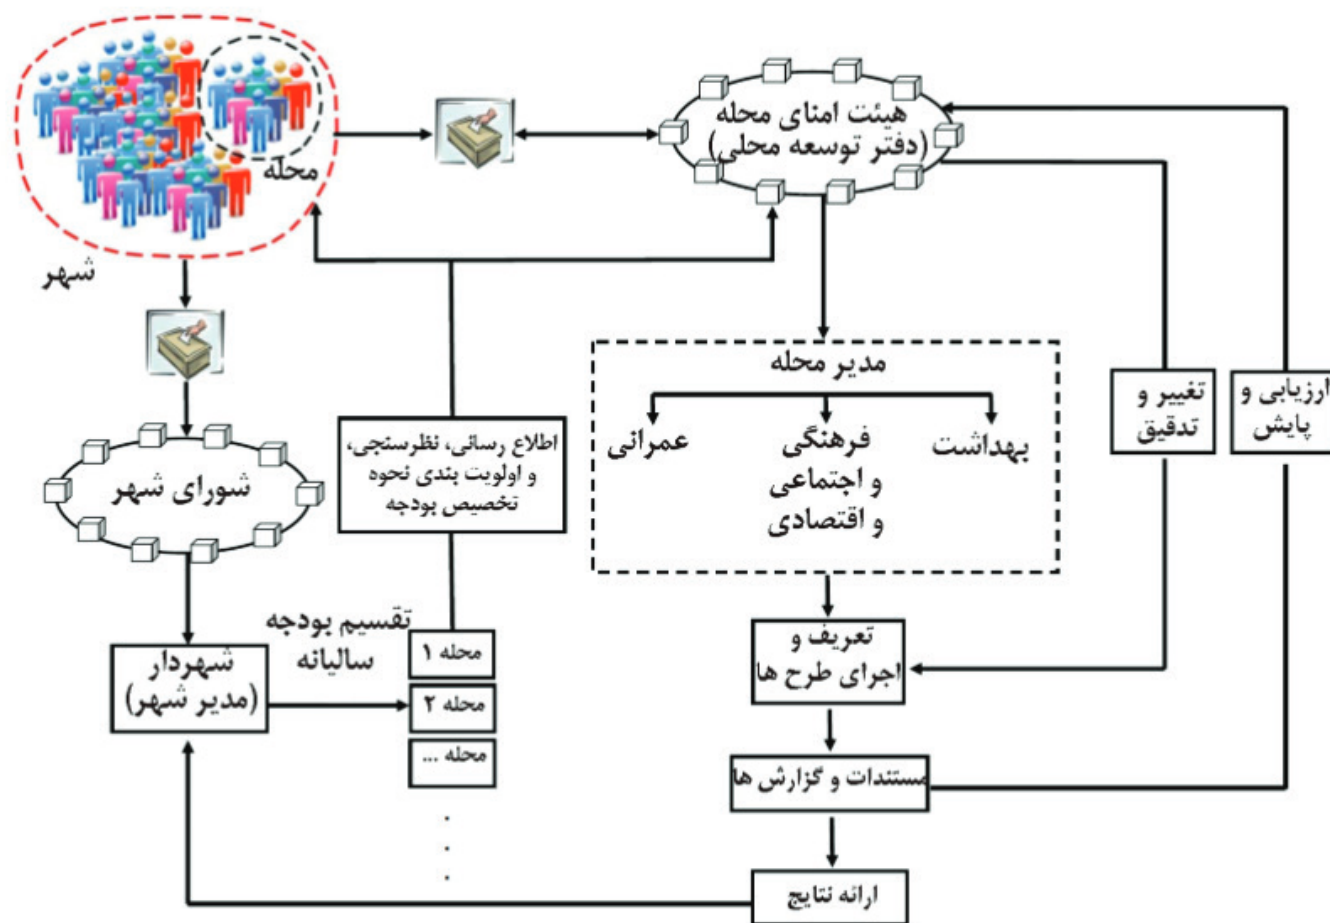 هیئت امنای محله
(دفتر توسعه محلی)
محله
شهر
مدیر محله
بهداشت
فرهنگی
و اجتماعی
و اقتصادی
عمرانی
تغییر و
تدقیق
ارزیابی و
پایش
اطلاع رسانی، نظرسنجی،
و اولویت بندی نحوه
تخصیص بودجه
شورای شهر
تقسیم بودجه
سالیانه
شهردار
(مدیر شهر)
محله ۱
محله ۲
محله ...
تعریف و
اجرای طرح ها
مستندات و گزارش ها
ارائه نتایج